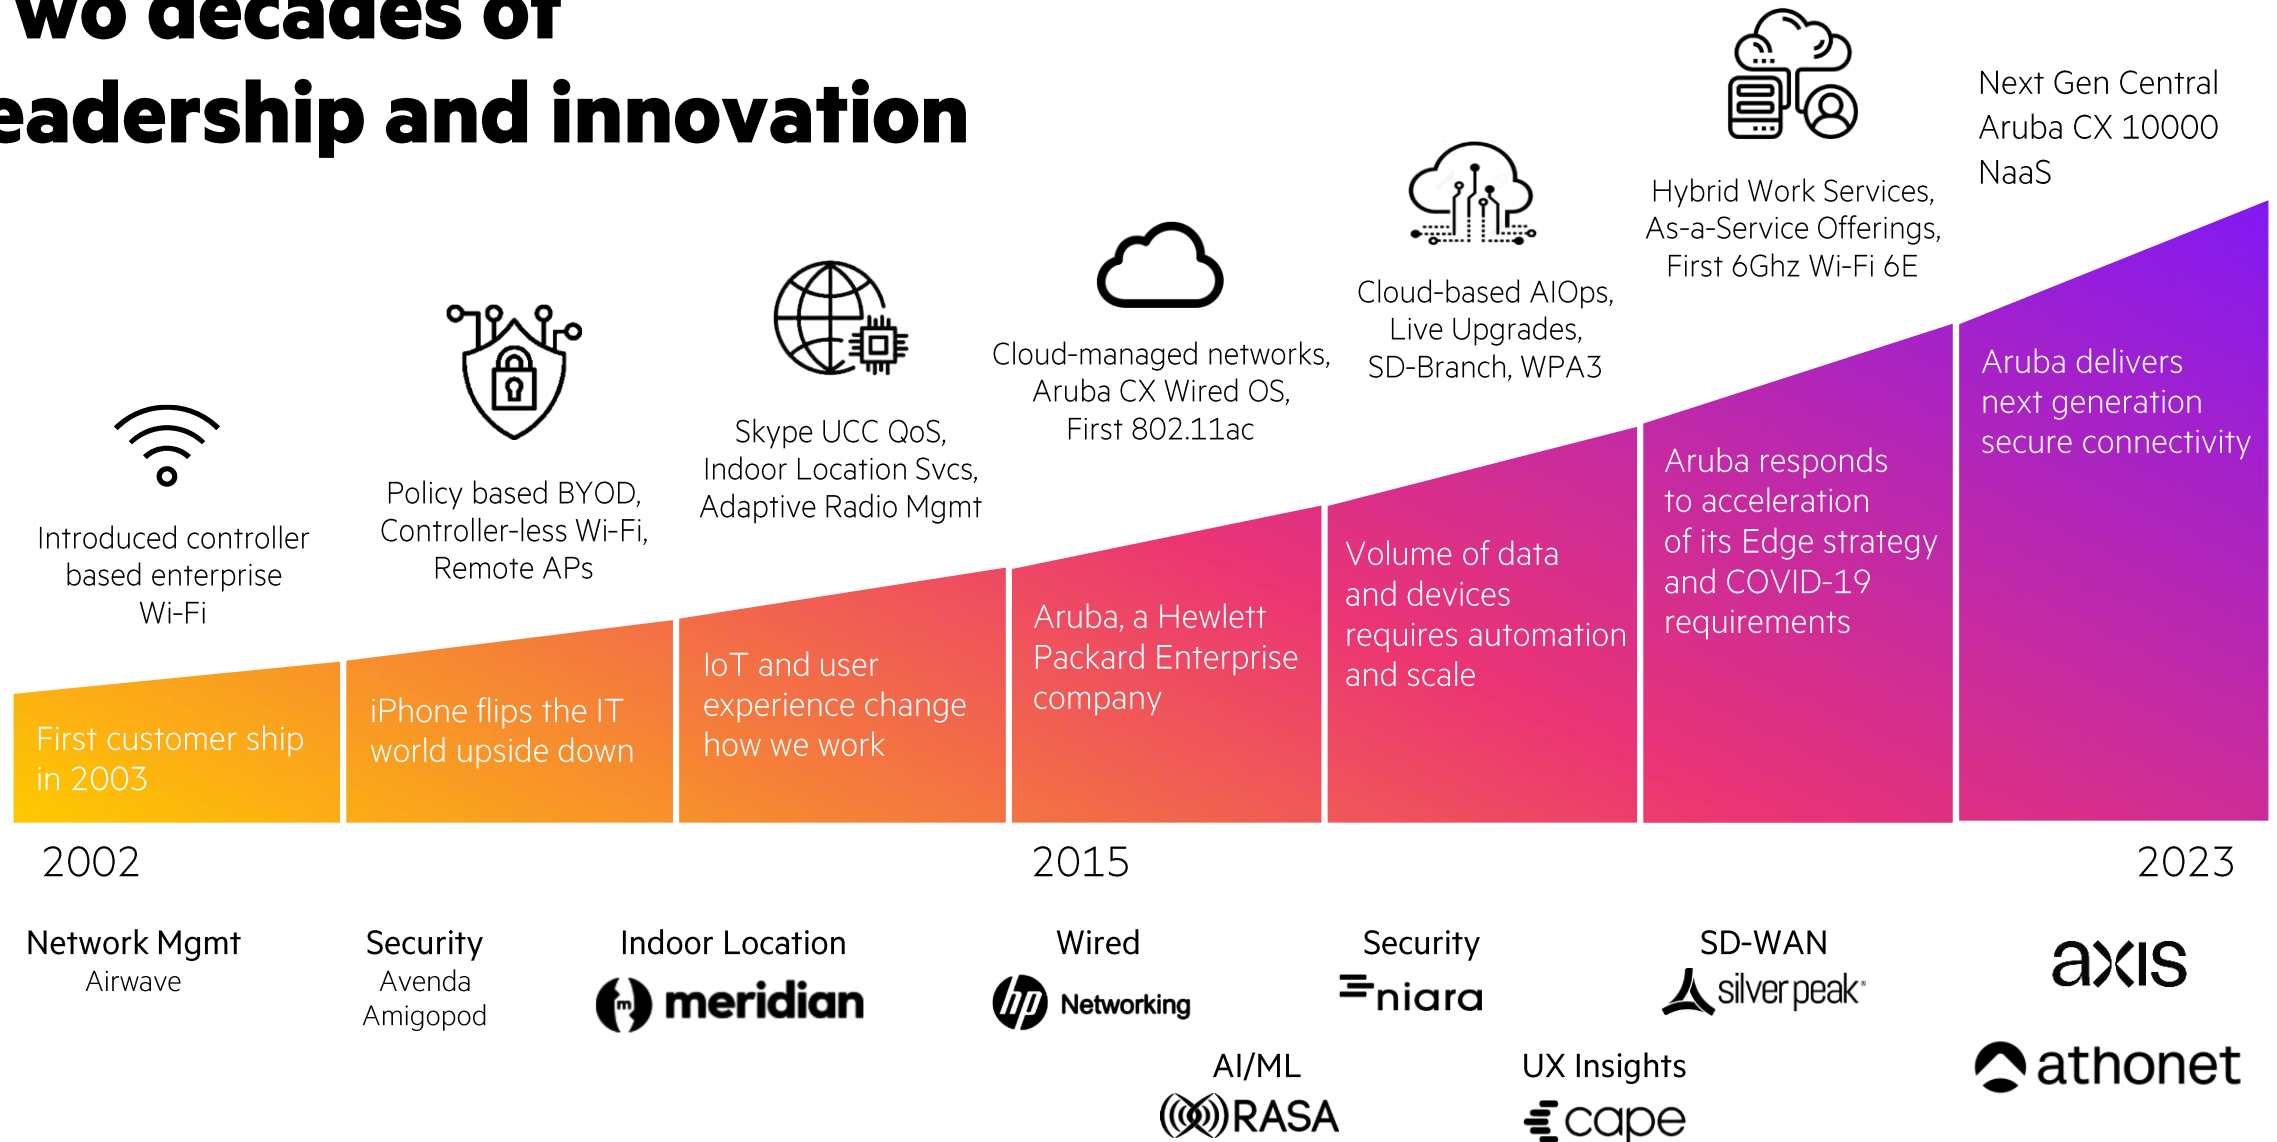 wo decades of
eadership and innovation
Introduced controller
based enterprise
Wi-Fi
Policy based BYOD,
Controller-less Wi-Fi,
Remote APs
Skype UCC QoS,
Indoor Location Svcs,
Adaptive Radio Mgmt
Cloud-managed networks,
Aruba CX Wired OS,
First 802.11ac
Cloud-based AIOps,
Live Upgrades,
SD-Branch, WPA3
Hybrid Work Services,
As-a-Service Offerings,
First 6Ghz Wi-Fi 6E
Next Gen Central
Aruba CX 10000
NaaS
First customer ship
in 2003
iPhone flips the IT
world upside down
IoT and user
experience change
how we work
Aruba, a Hewlett
Packard Enterprise
company
Volume of data
and devices
requires automation
and scale
Aruba responds
to acceleration
of its Edge strategy
and COVID-19
requirements
Aruba delivers
next generation
secure connectivity
2002
2015
2023
Network Mgmt
Airwave
Security
Avenda
Amigopod
Indoor Location
m meridian
Wired
hp Networking
Security
niara
SD-WAN
silver peak
axis
AI/ML
RASA
UX Insights
cape
athonet